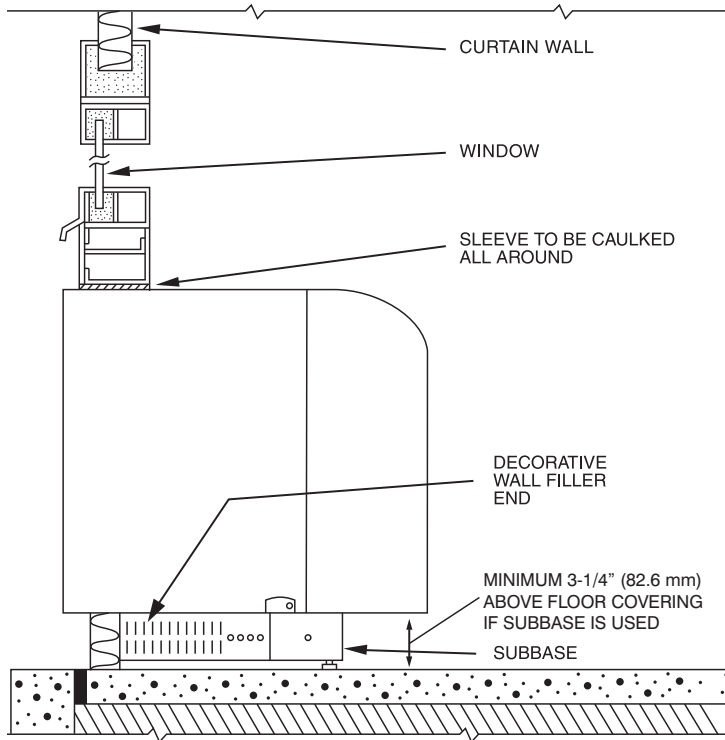 CURTAIN WALL
WINDOW
SLEEVE TO BE CAULKED
ALL AROUND
DECORATIVE
WALL FILLER
END
MINIMUM 3-1/4” (82.6 mm)
ABOVE FLOOR COVERING
IF SUBBASE IS USED
SUBBASE